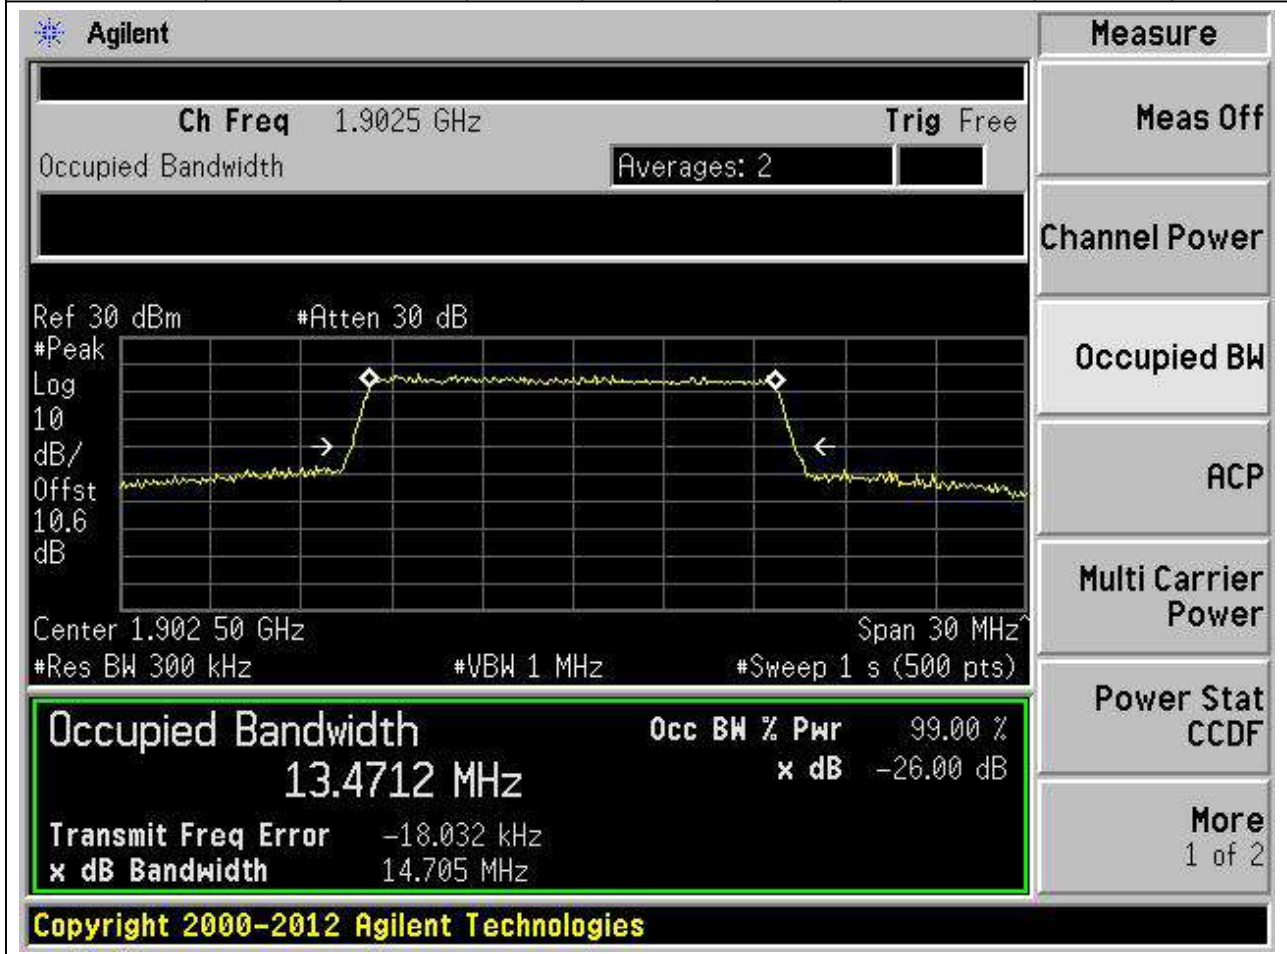 Agilent
Measure
Ch Freq 1.9025 GHz Trig Free
Occupied Bandwidth Averages: 2
Meas Off
Channel Power
Occupied BW
ACP
Multi Carrier
Power
Power Stat
CCDF
More
1 of 2
Ref 30 dBm #Atten 30 dB
#Peak
Log
10
dB/
Offst
10.6
dB
Center 1.902 50 GHz Span 30 MHz^
#Res BW 300 kHz #VBW 1 MHz #Sweep 1 s (500 pts)
Occupied Bandwidth Occ BW % Pwr 99.00 %
13.4712 MHz x dB -26.00 dB
Transmit Freq Error -18.032 kHz
x dB Bandwidth 14.705 MHz
Copyright 2000-2012 Agilent Technologies